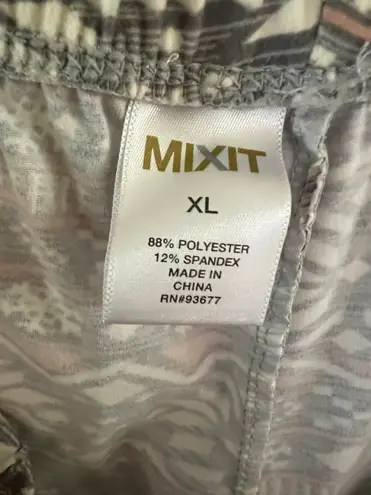 MIXIT
XL
88% POLYESTER
12% SPANDEX
MADE IN
CHINA
RN#93677